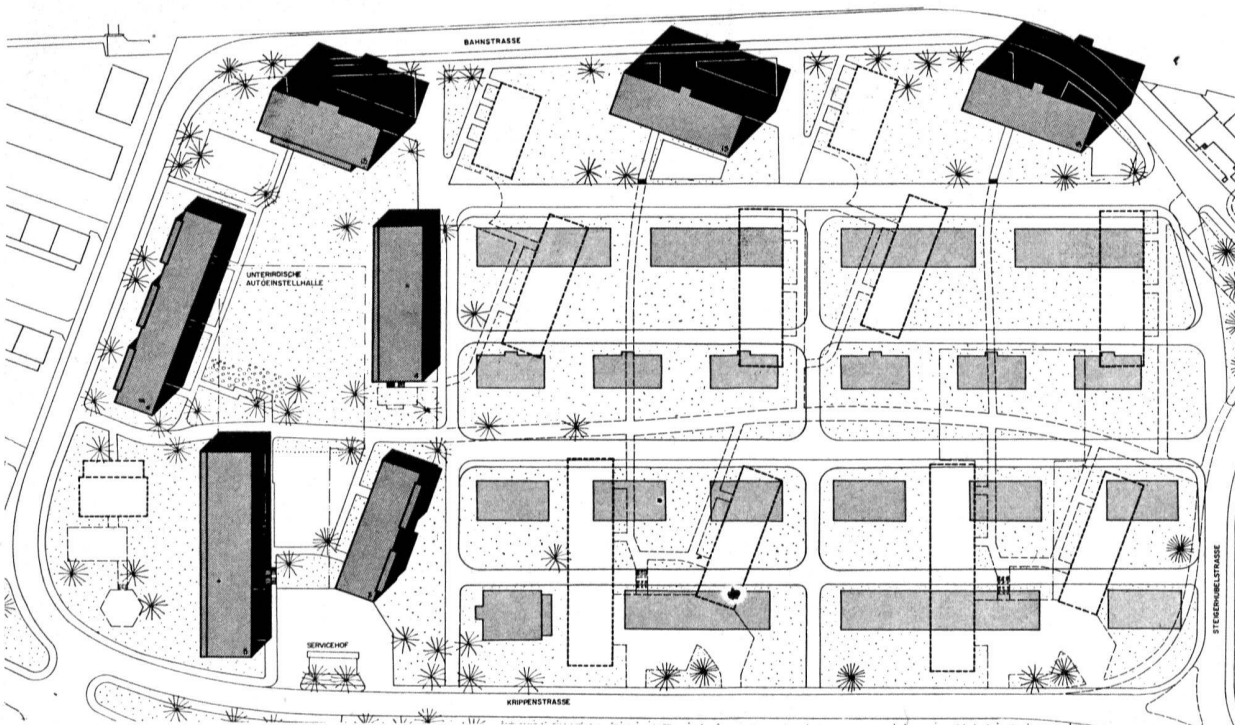 BAHNSTRASSE
UNTERIRDISCHE
AUTOEINSTELLHALLE
STEIGERHUBELSTRASSE
SERVICEHOF
KRIPPENSTRASSE